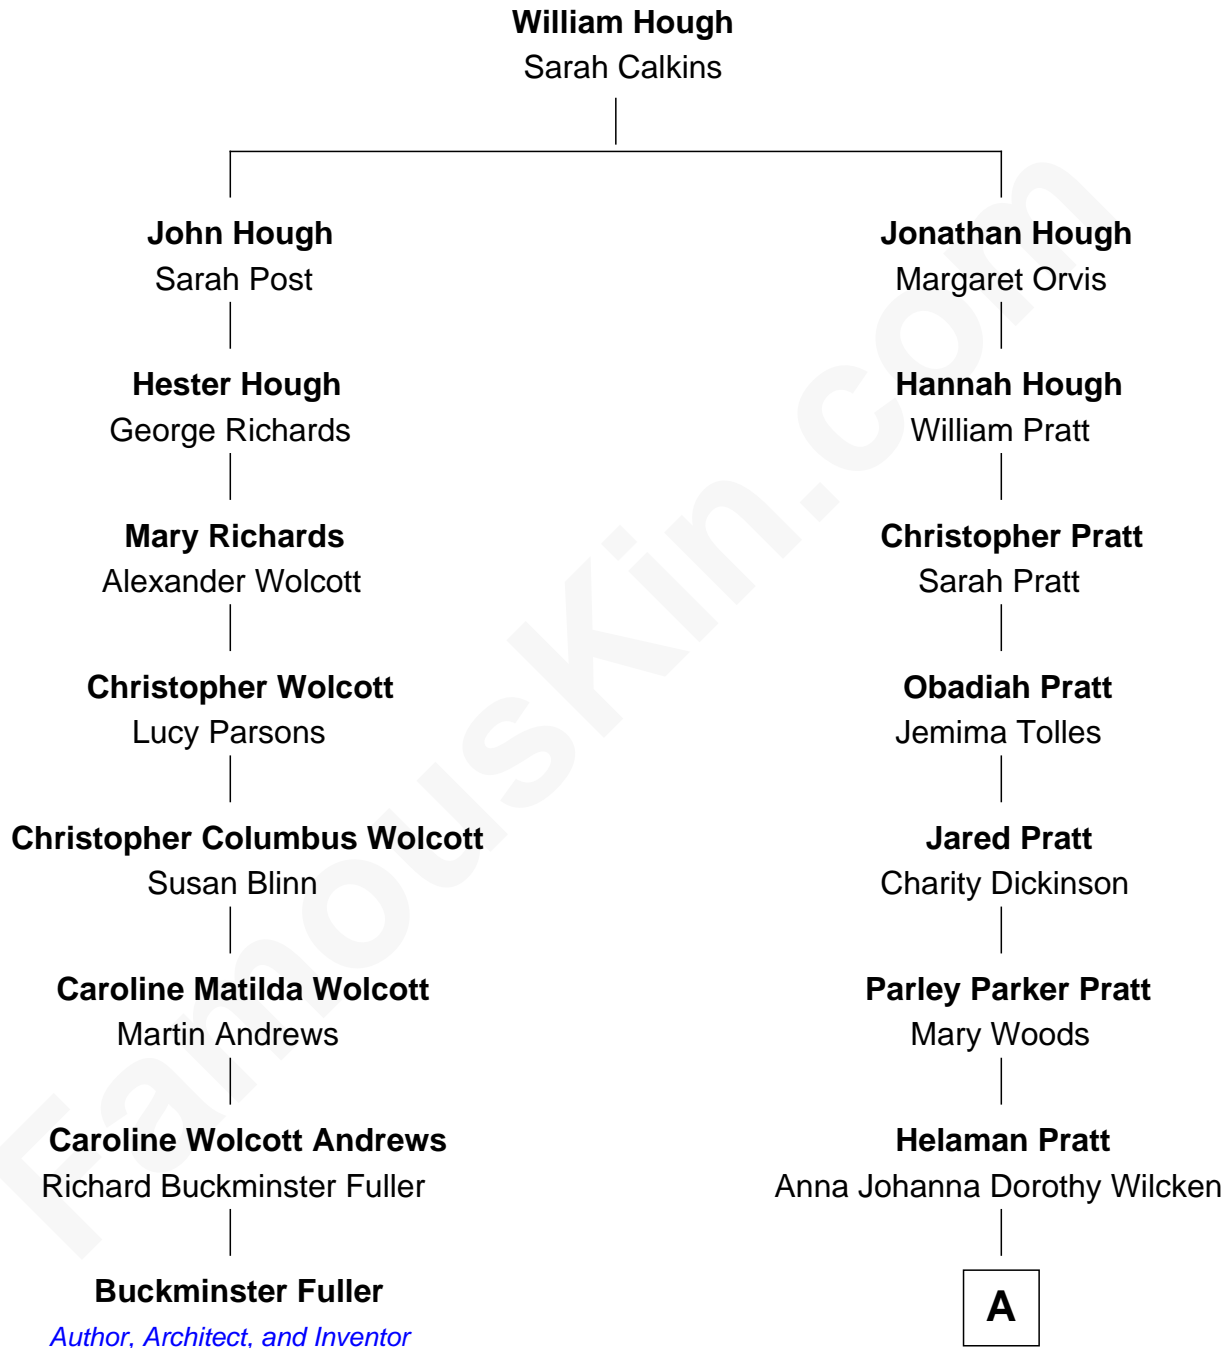 William Hough
Sarah Calkins
John Hough
Sarah Post
Jonathan Hough
Margaret Orvis
Hester Hough
George Richards
Hannah Hough
William Pratt
Mary Richards
Alexander Wolcott
Christopher Pratt
Sarah Pratt
Christopher Wolcott
Lucy Parsons
Obadiah Pratt
Jemima Tolles
Christopher Columbus Wolcott
Susan Blinn
Jared Pratt
Charity Dickinson
Caroline Matilda Wolcott
Martin Andrews
Parley Parker Pratt
Mary Woods
Caroline Wolcott Andrews
Richard Buckminster Fuller
Helaman Pratt
Anna Johanna Dorothy Wilcken
Buckminster Fuller
Author, Architect, and Inventor
A
FamousKin.com